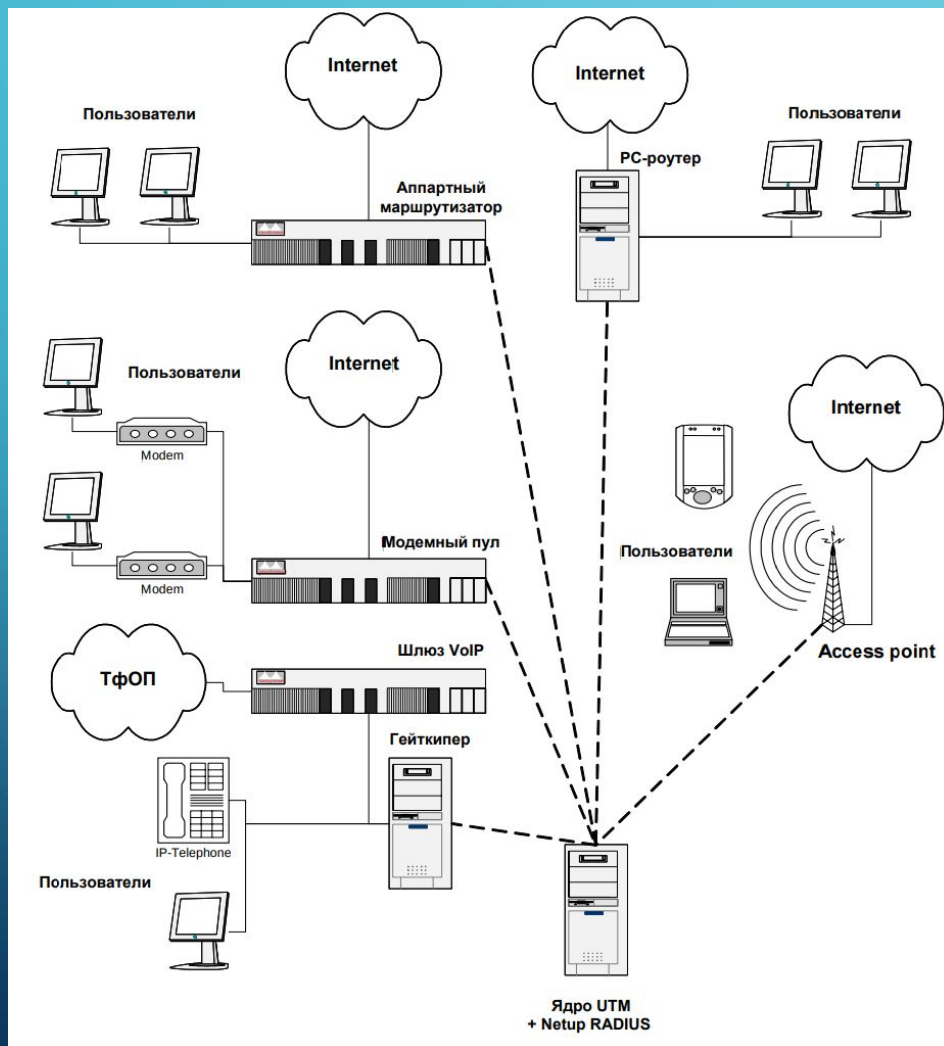 Internet
Internet
Пользователи
Пользователи
PC-роутер
Аппартный
маршрутизатор
Internet
Пользователи
Internet
Modem
Модемный пул
Пользователи
Modem
Access point
Шлюз VoIP
ТфОП
Гейткипер
IP-Telephone
Пользователи
Ядро UTM
+ Netup RADIUS